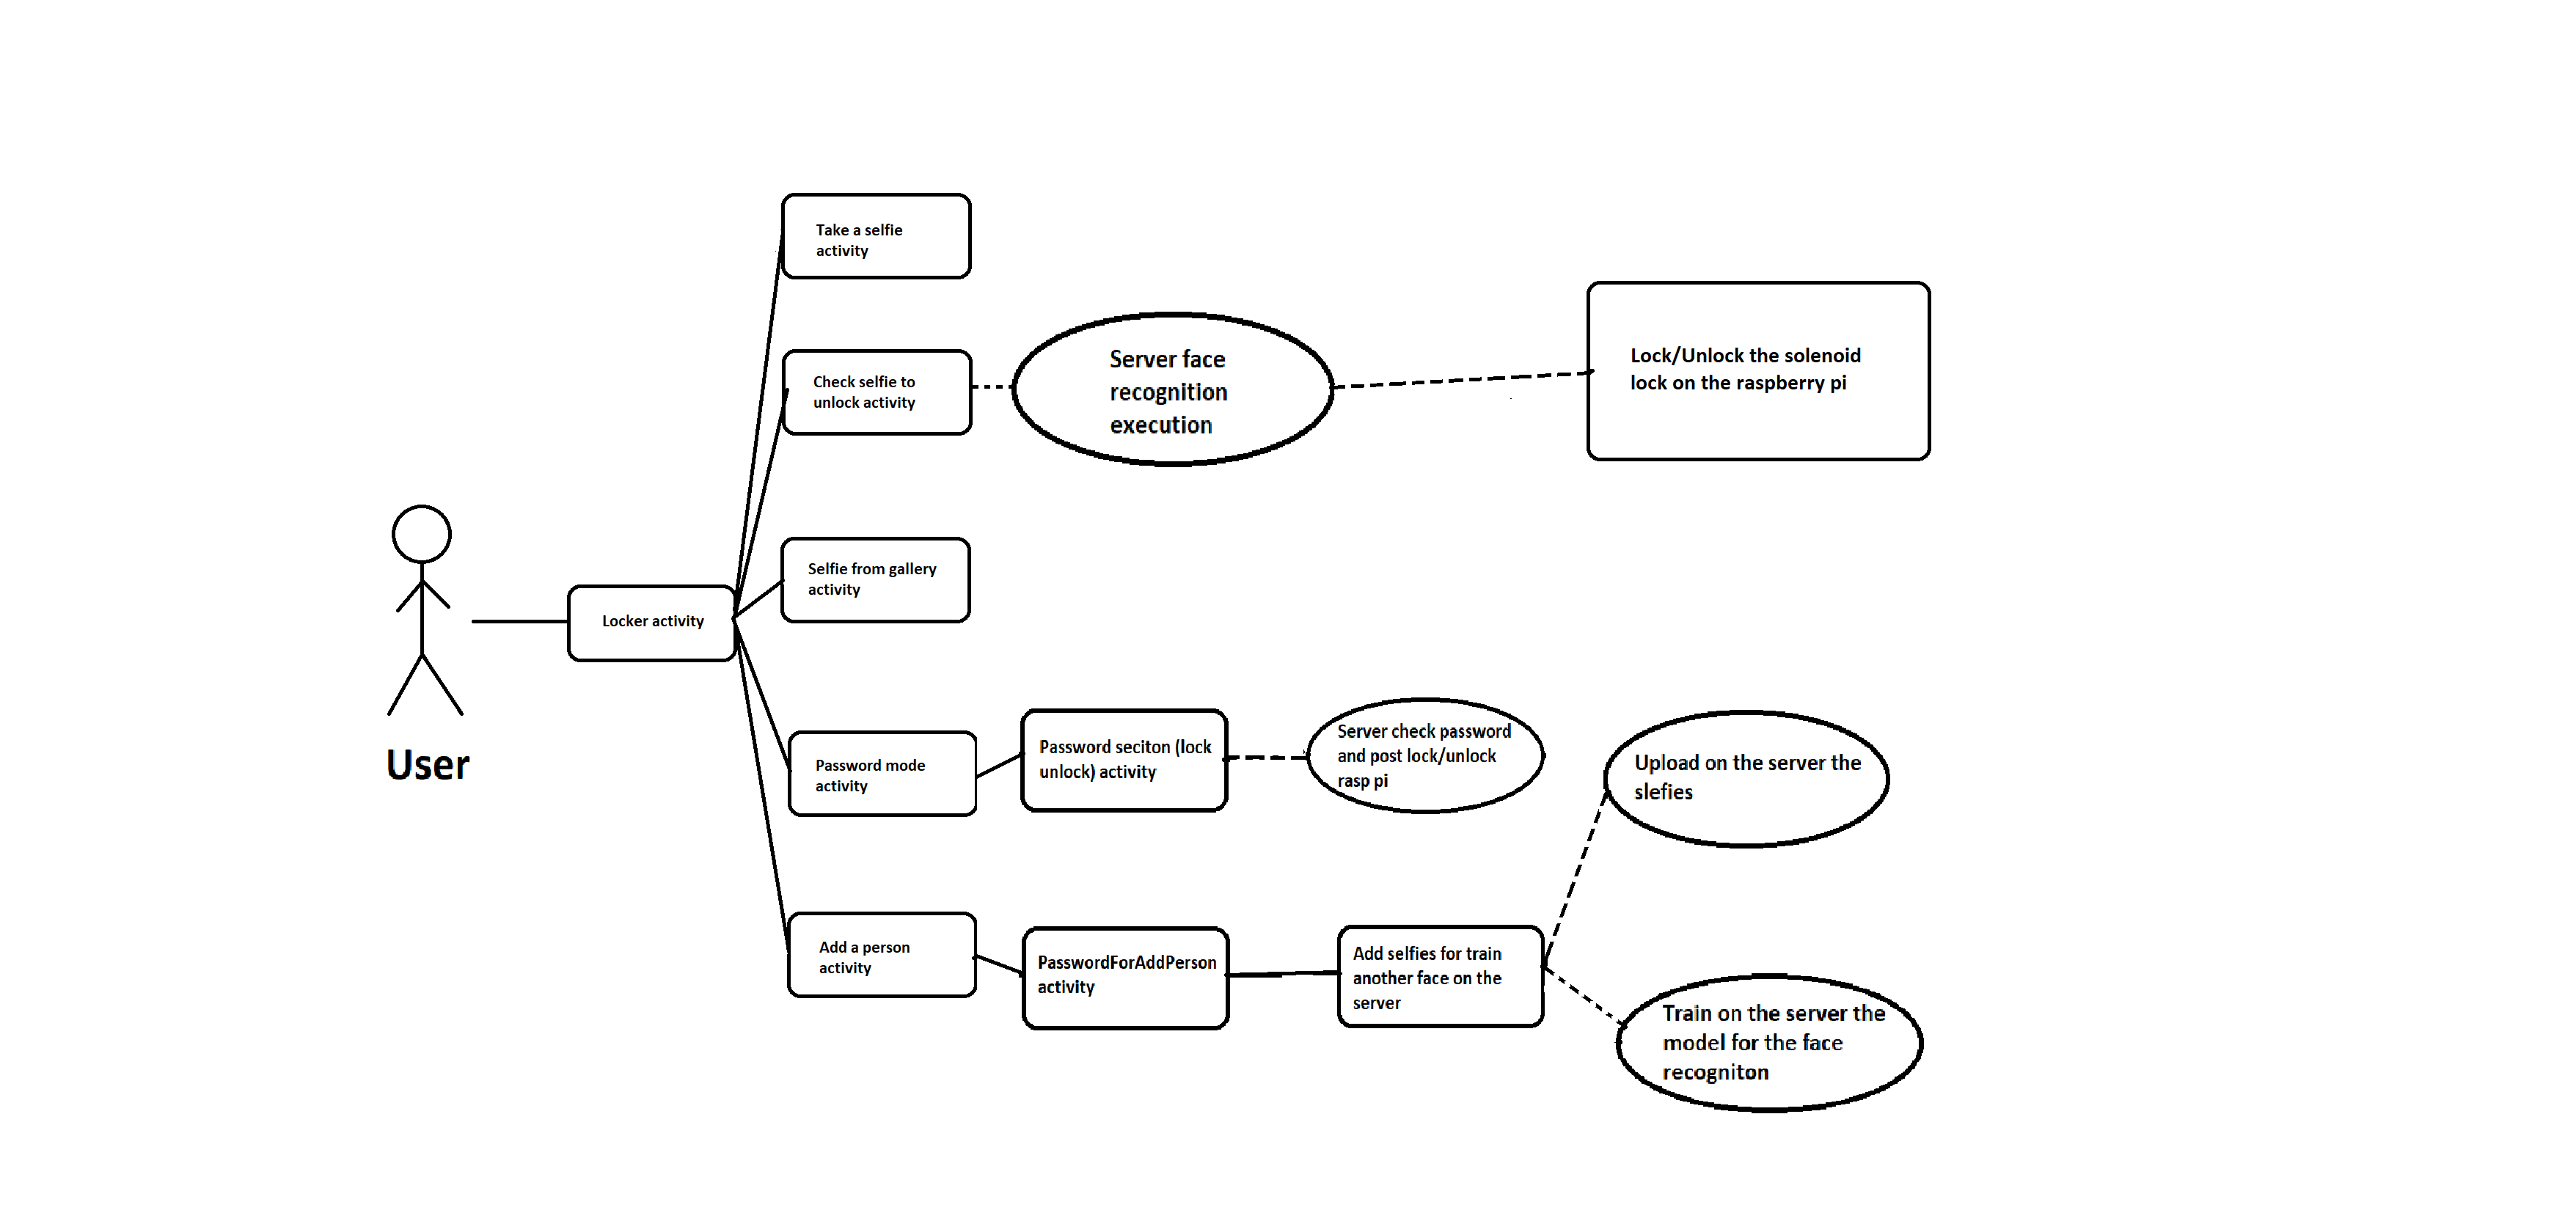 Take a selfie
activity
Check selfie to
unlock activity
Server face
recognition
execution
Lock/Unlock the solenoid
lock on the raspberry pi
Selfie from gallery
activity
Locker activity
User
Password mode
activity
Password seciton (lock
unlock) activity
Server check password
and post lock/unlock
rasp pi
Upload on the server the
slefies
Add a person
activity
PasswordForAddPerson
activity
Add selfies for train
another face on the
server
Train on the server the
model for the face
recogniton